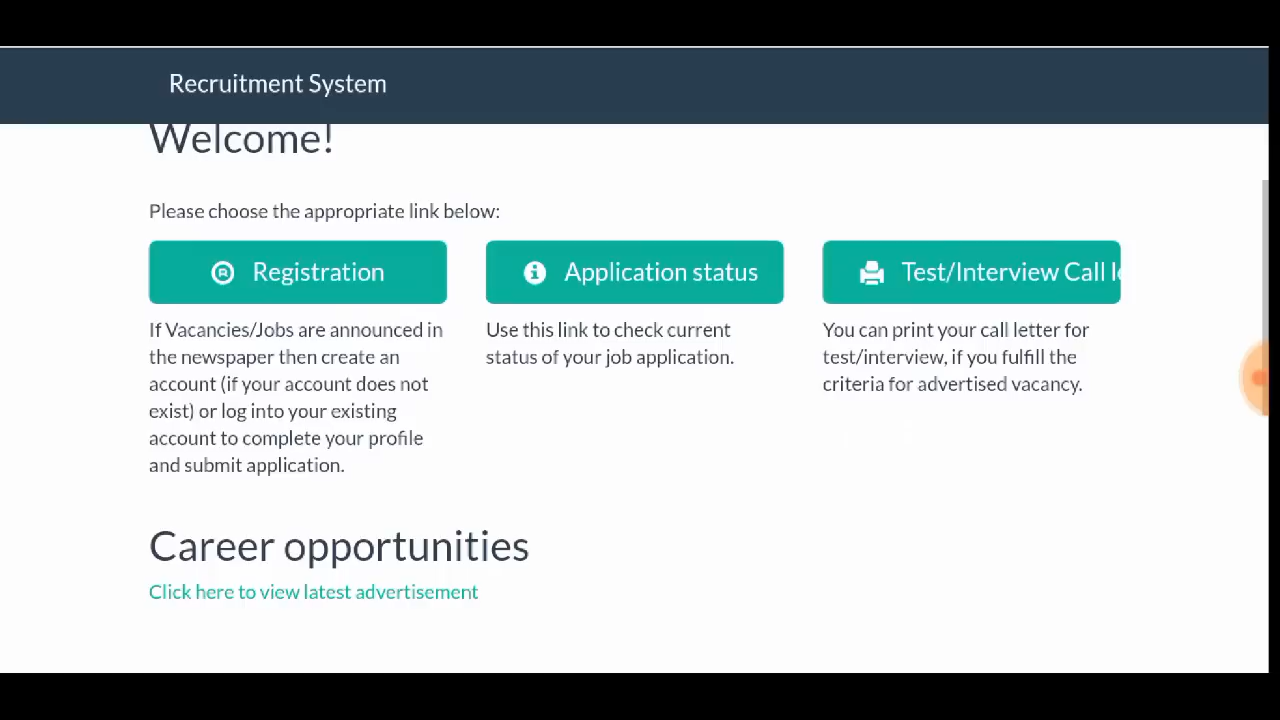 Recruitment System
Welcome!
Please choose the appropriate link below:
Registration
If Vacancies/Jobs are announced in
the newspaper then create an
account (if your account does not
exist) or log into your existing
account to complete your profile
and submit application.
Application status
Use this link to check current
status of your job application.
Test/Interview Call
You can print your call letter for
test/interview, if you fulfill the
criteria for advertised vacancy.
Career opportunities
Click here to view latest advertisement